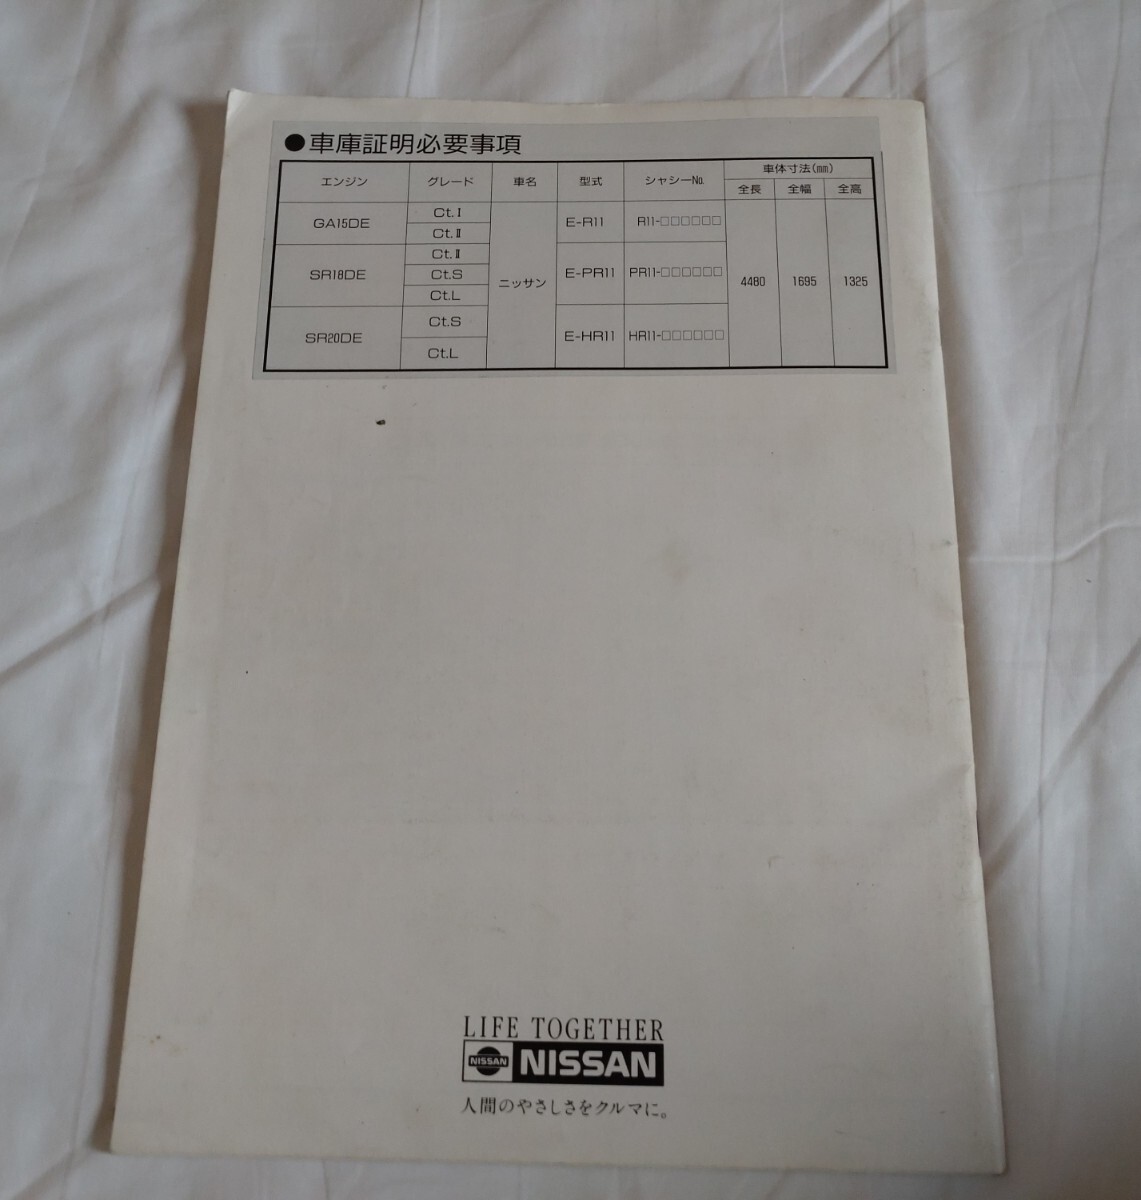 ●車庫証明必要事項
エンジン グレード 車名 型式 シャシーNo. 車体寸法(mm)
全長 全幅 全高
GA15DE Ct.I ニッサン E-R11 R11-□□□□□□ 4480 1695 1325
Ct.II
SR18DE Ct.II E-PR11 PR11-□□□□□□
Ct.S
Ct.L
SR20DE Ct.S E-HR11 HR11-□□□□□□
Ct.L
LIFE TOGETHER
NISSAN NISSAN
人間のやさしさをクルマに。